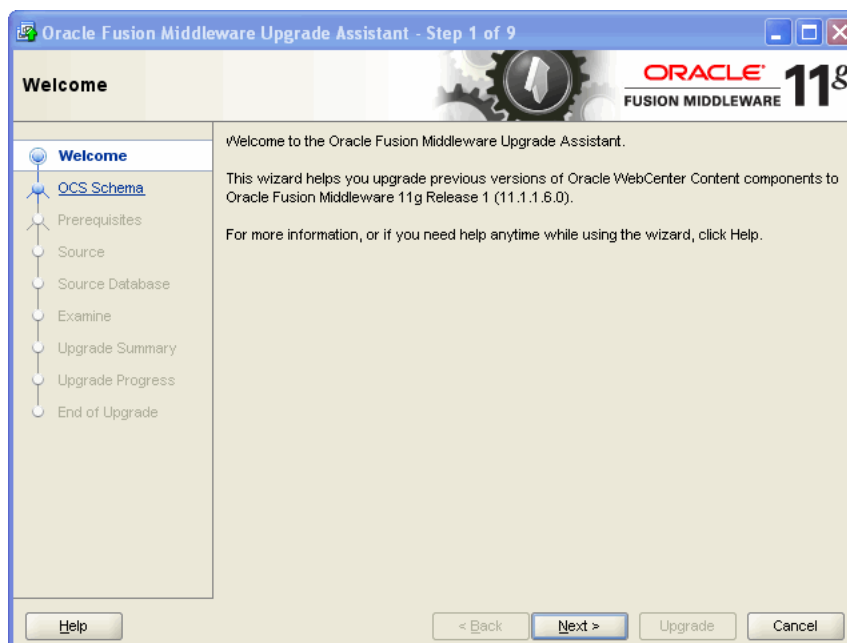 Oracle Fusion Middleware Upgrade Assistant - Step 1 of 9
Welcome
ORACLE
FUSION MIDDLEWARE
11g
Welcome
OCS Schema
Prerequisites
Source
Source Database
Examine
Upgrade Summary
Upgrade Progress
End of Upgrade
Welcome to the Oracle Fusion Middleware Upgrade Assistant.
This wizard helps you upgrade previous versions of Oracle WebCenter Content components to
Oracle Fusion Middleware 11g Release 1 (11.1.1.6.0).
For more information, or if you need help anytime while using the wizard, click Help.
Help
< Back
Next >
Upgrade
Cancel